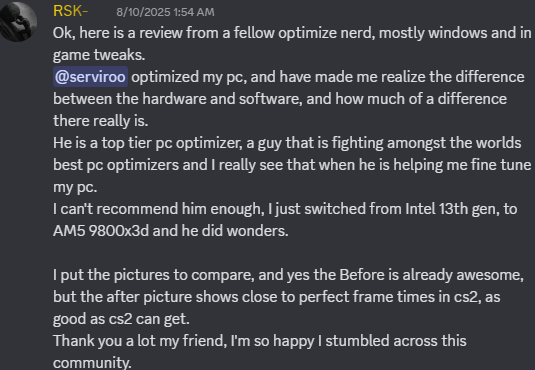 RSK- 8/10/2025 1:54 AM
Ok, here is a review from a fellow optimize nerd, mostly windows and in
game tweaks.
@serviroo optimized my pc, and have made me realize the difference
between the hardware and software, and how much of a difference
there really is.
He is a top tier pc optimizer, a guy that is fighting amongst the worlds
best pc optimizers and I really see that when he is helping me fine tune
my pc.
I can't recommend him enough, I just switched from Intel 13th gen, to
AM5 9800x3d and he did wonders.
I put the pictures to compare, and yes the Before is already awesome,
but the after picture shows close to perfect frame times in cs2, as
good as cs2 can get.
Thank you a lot my friend, I'm so happy I stumbled across this
community.